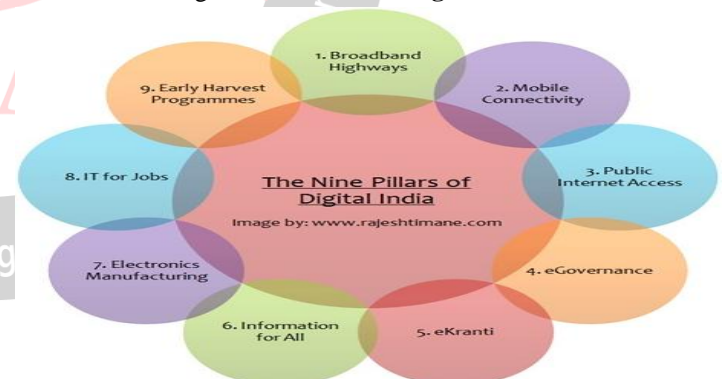 1. Broadband
Highways
2. Mobile
Connectivity
3. Public
Internet Access
4. eGovernance
5. eKranti
6. Information
for All
7. Electronics
Manufacturing
8. IT for Jobs
9. Early Harvest
Programmes
The Nine Pillars of
Digital India
Image by: www.rajeshtimane.com